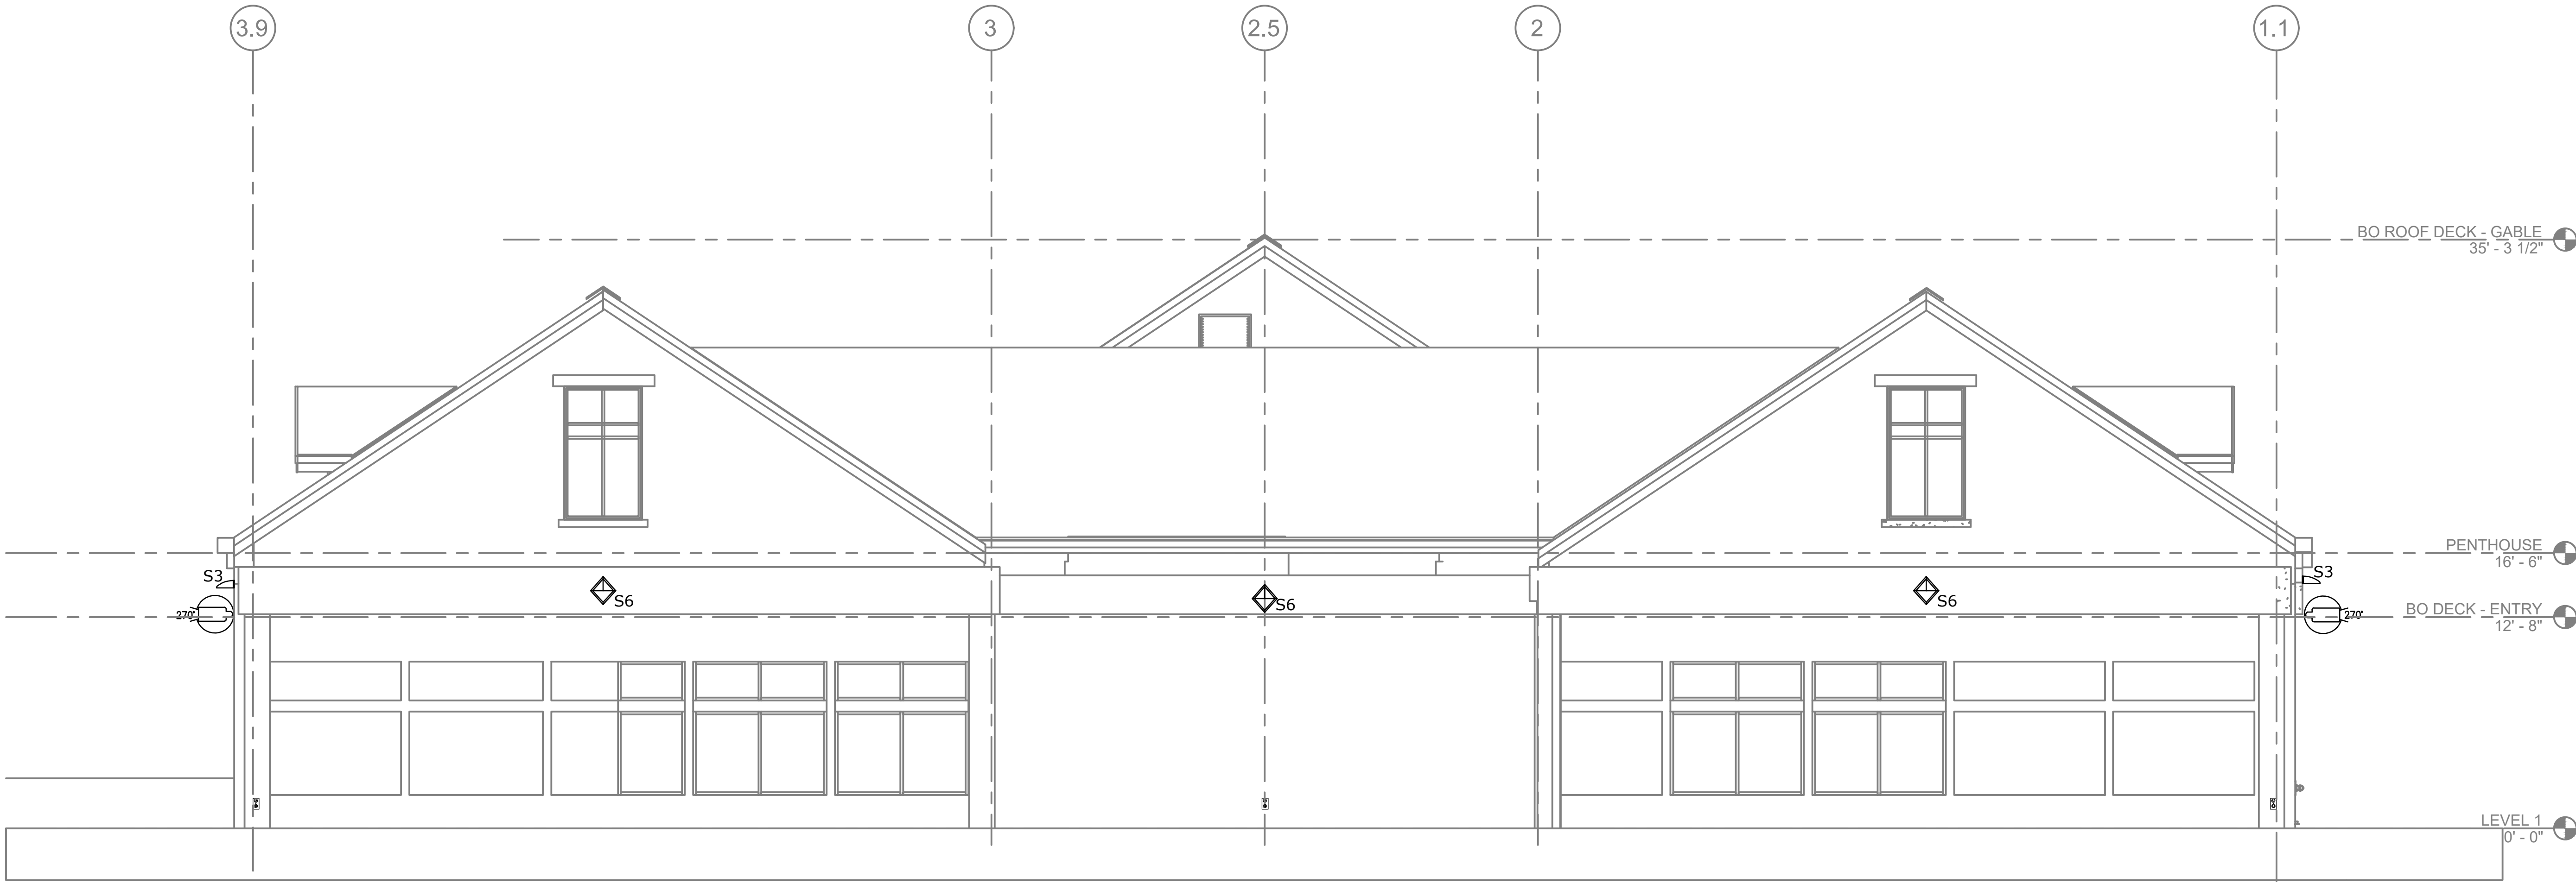 3.9
3
2.5
2
1.1
BO ROOF DECK - GABLE
35' - 3 1/2"
PENTHOUSE
16' - 6"
S3
S3
S6
S6
S6
BO DECK - ENTRY
12' - 8"
270°
270°
LEVEL 1
0' - 0"